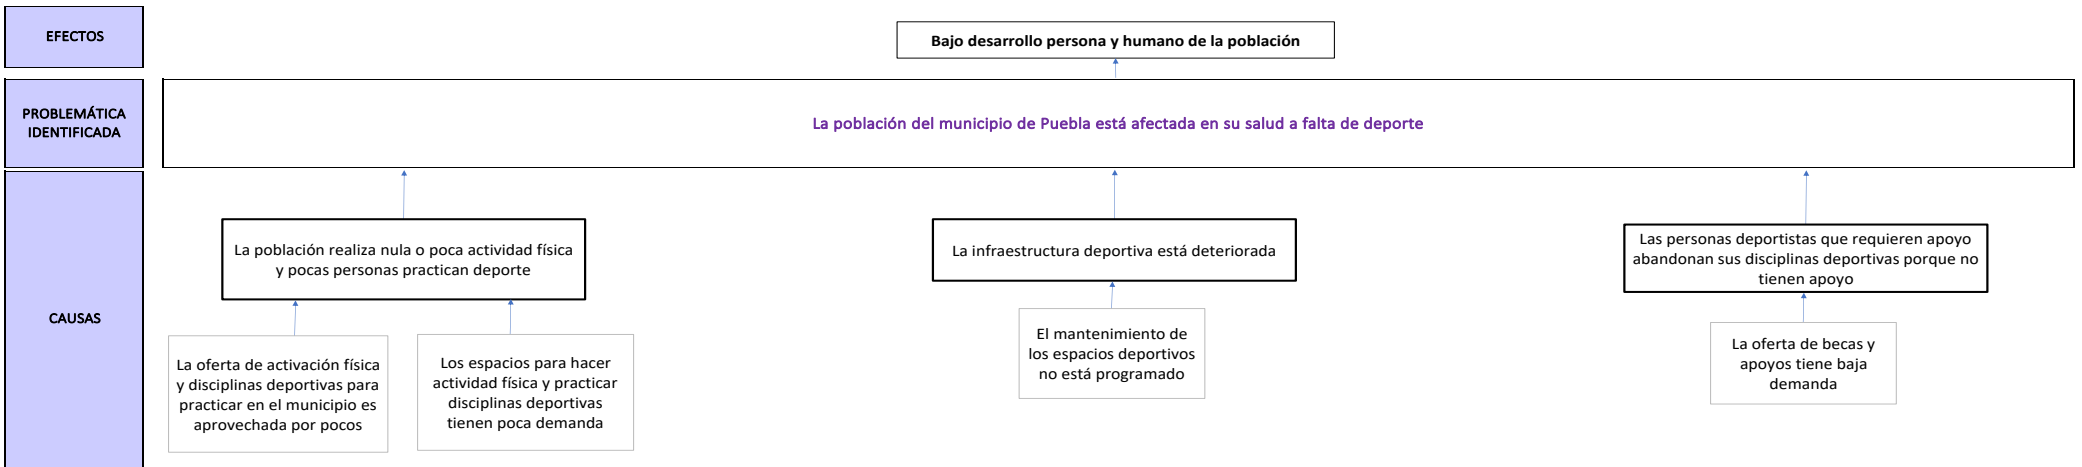 EFECTOS
Bajo desarrollo persona y humano de la población
PROBLEMÁTICA
IDENTIFICADA
La población del municipio de Puebla está afectada en su salud a falta de deporte
CAUSAS
La población realiza nula o poca actividad física
y pocas personas practican deporte
La infraestructura deportiva está deteriorada
Las personas deportistas que requieren apoyo
abandonan sus disciplinas deportivas porque no
tienen apoyo
La oferta de activación física
y disciplinas deportivas para
practicar en el municipio es
aprovechada por pocos
Los espacios para hacer
actividad física y practicar
disciplinas deportivas
tienen poca demanda
El mantenimiento de
los espacios deportivos
no está programado
La oferta de becas y
apoyos tiene baja
demanda